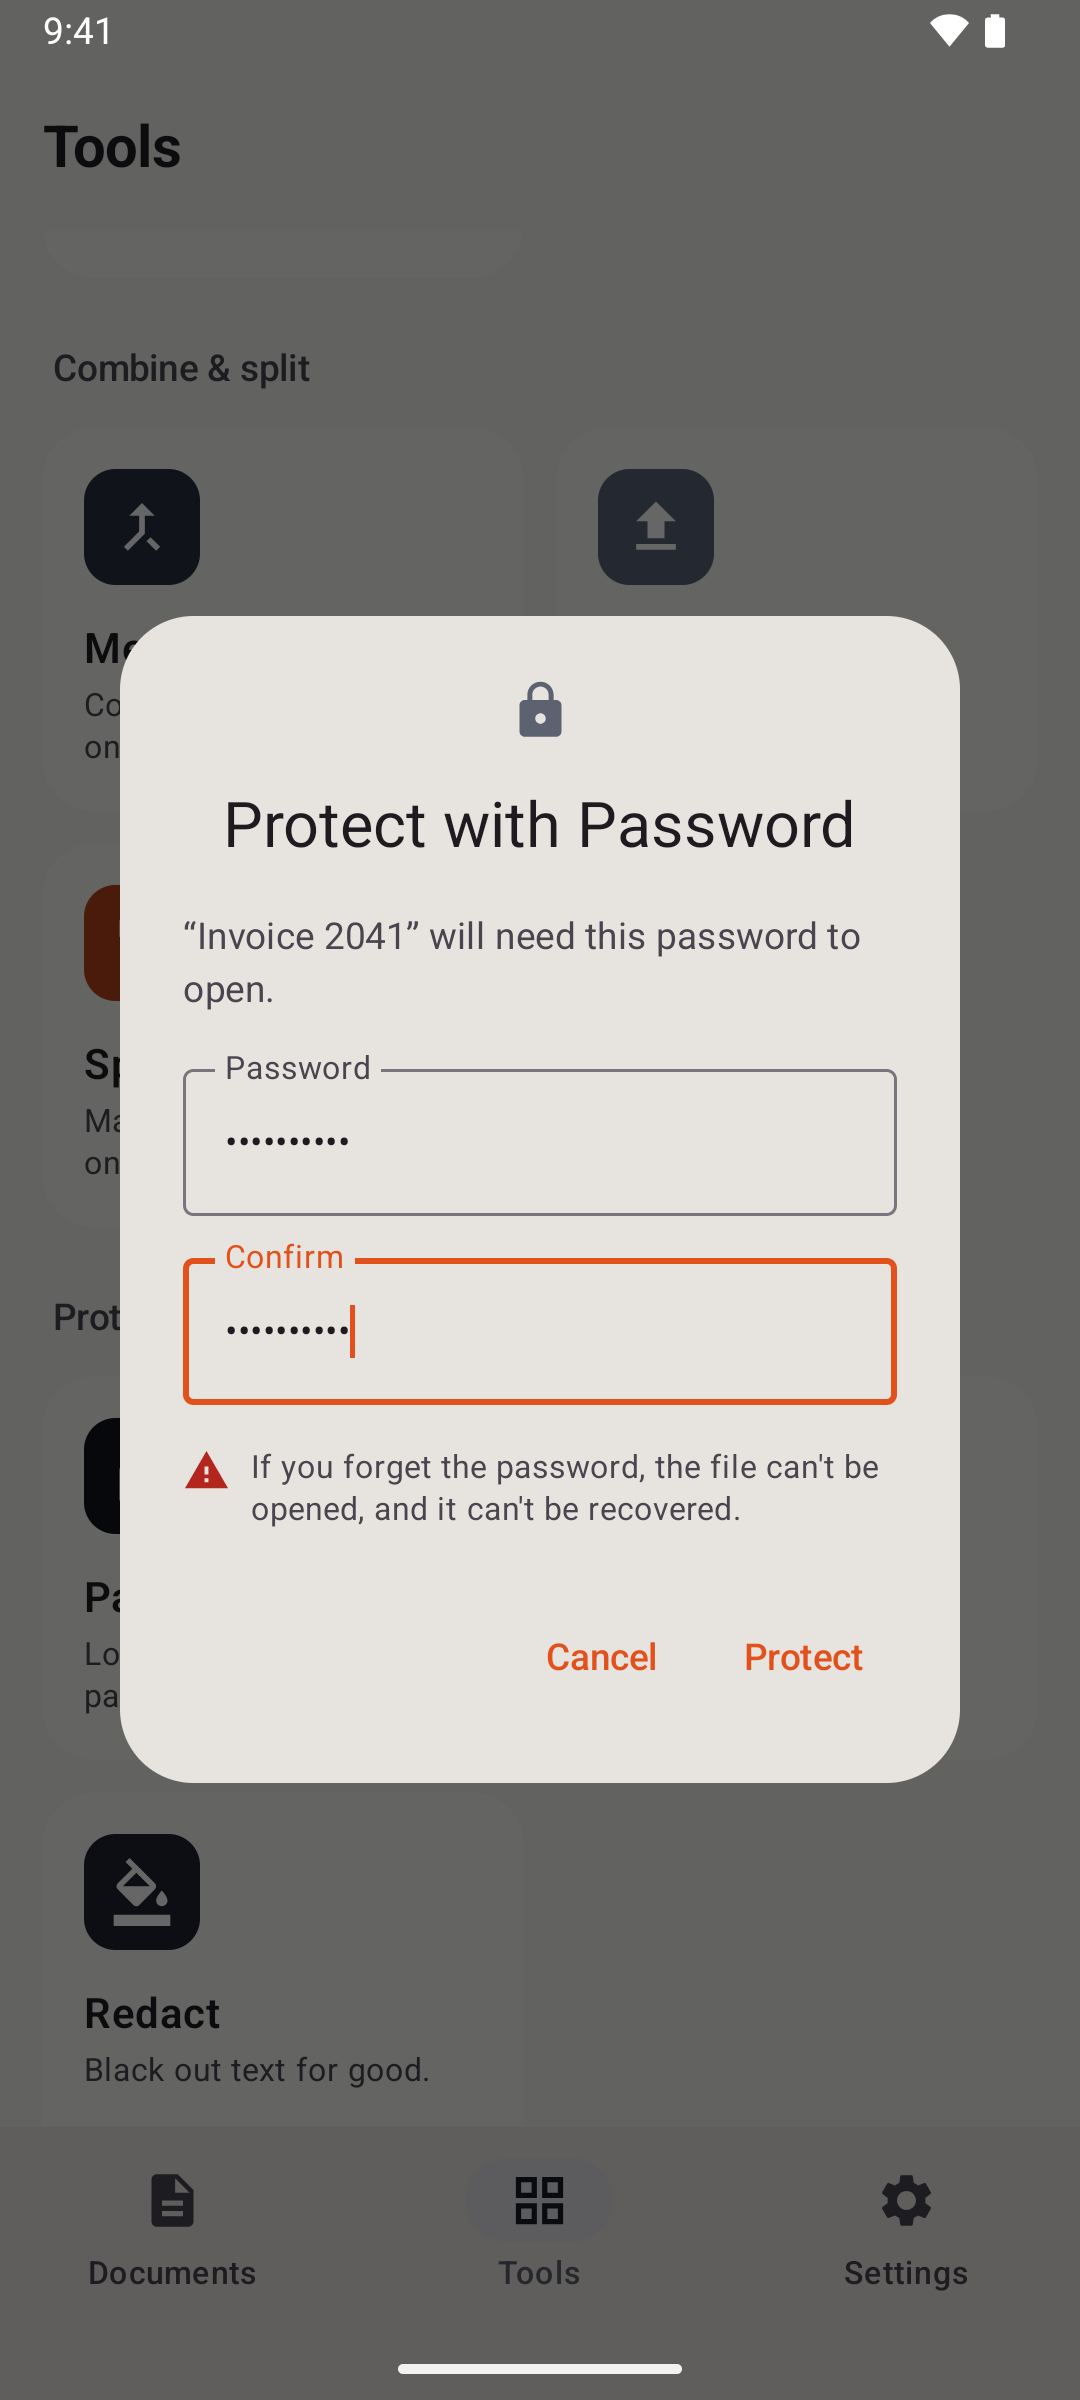 9:41
Tools
Combine & split
Protect with Password
“Invoice 2041” will need this password to
open.
Password
••••••••••
Confirm
••••••••••
If you forget the password, the file can't be
opened, and it can't be recovered.
Cancel
Protect
Redact
Black out text for good.
Documents
Tools
Settings